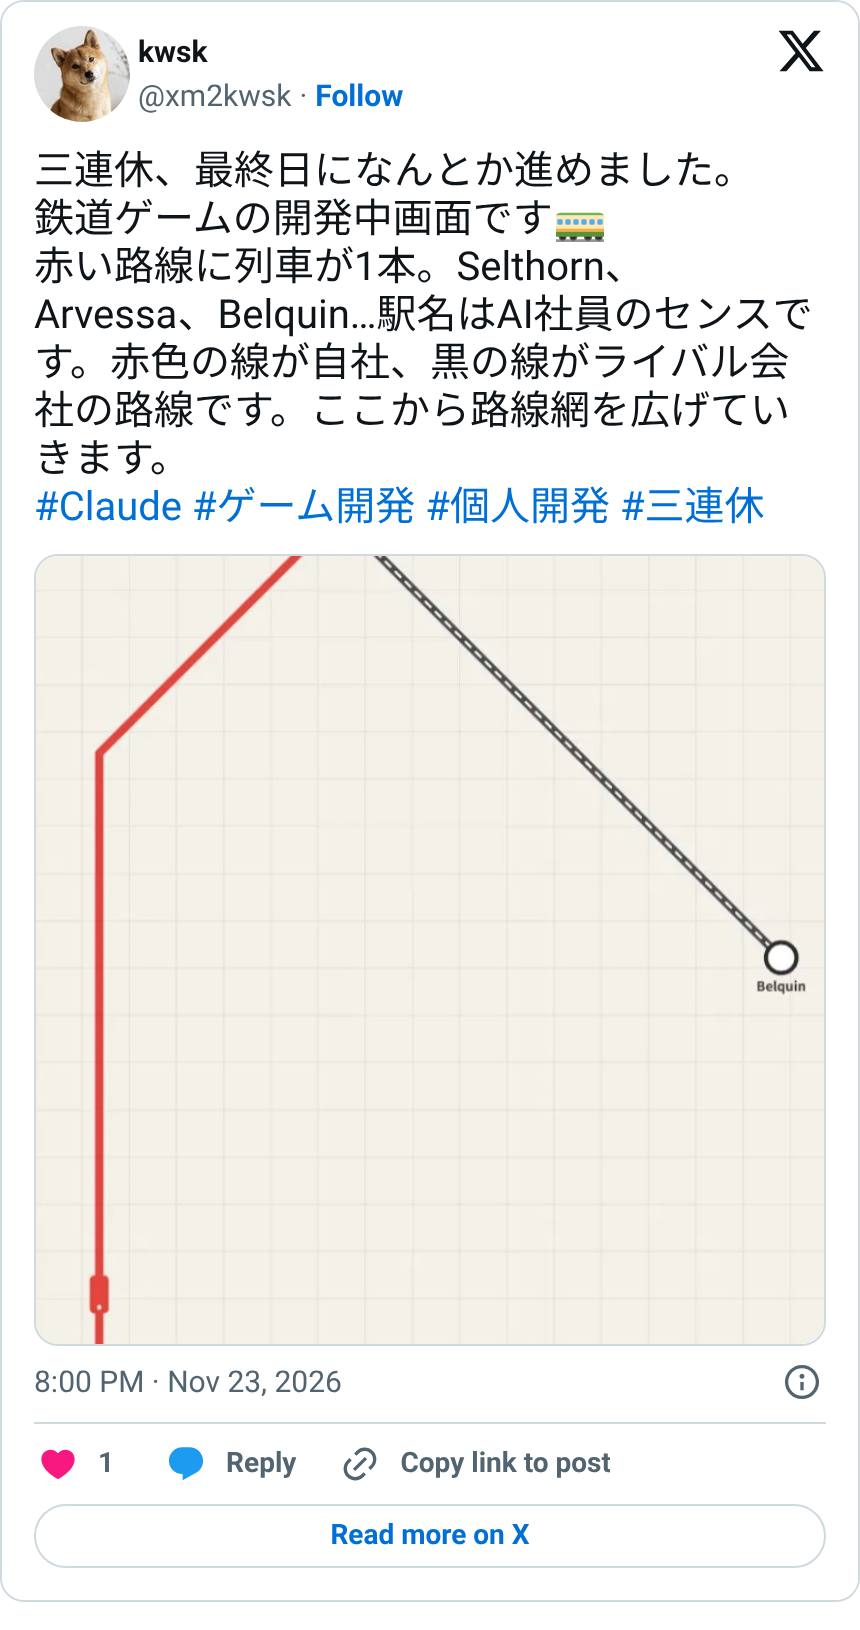 kwsk
@xm2kwsk · Follow
三連休、最終日になんとか進めました。
鉄道ゲームの開発中画面です🚃
赤い路線に列車が1本。Selthorn、
Arvessa、Belquin…駅名はAI社員のセンスで
す。赤色の線が自社、黒の線がライバル会
社の路線です。ここから路線網を広げてい
きます。
#Claude #ゲーム開発 #個人開発 #三連休
Belquin
8:00 PM · Nov 23, 2026
1 Reply Copy link to post
Read more on X